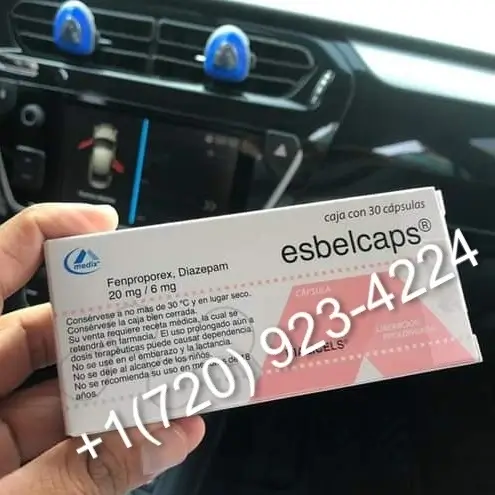 caja con 30 cápsulas
esbelcaps®
medix
Fenproporex, Diazepam
20 mg / 6 mg
CÁPSULA
Consérvese a no más de 30 °C y en lugar seco.
Consérvese la caja bien cerrada.
Su venta requiere receta médica, la cual se
retendrá en farmacia. El uso prolongado aún a
dosis terapéuticas puede causar dependencia.
No se use en el embarazo y la lactancia.
No se deje al alcance de los niños.
No se recomienda su uso en menores de 18
años.
+1(720) 923-4224